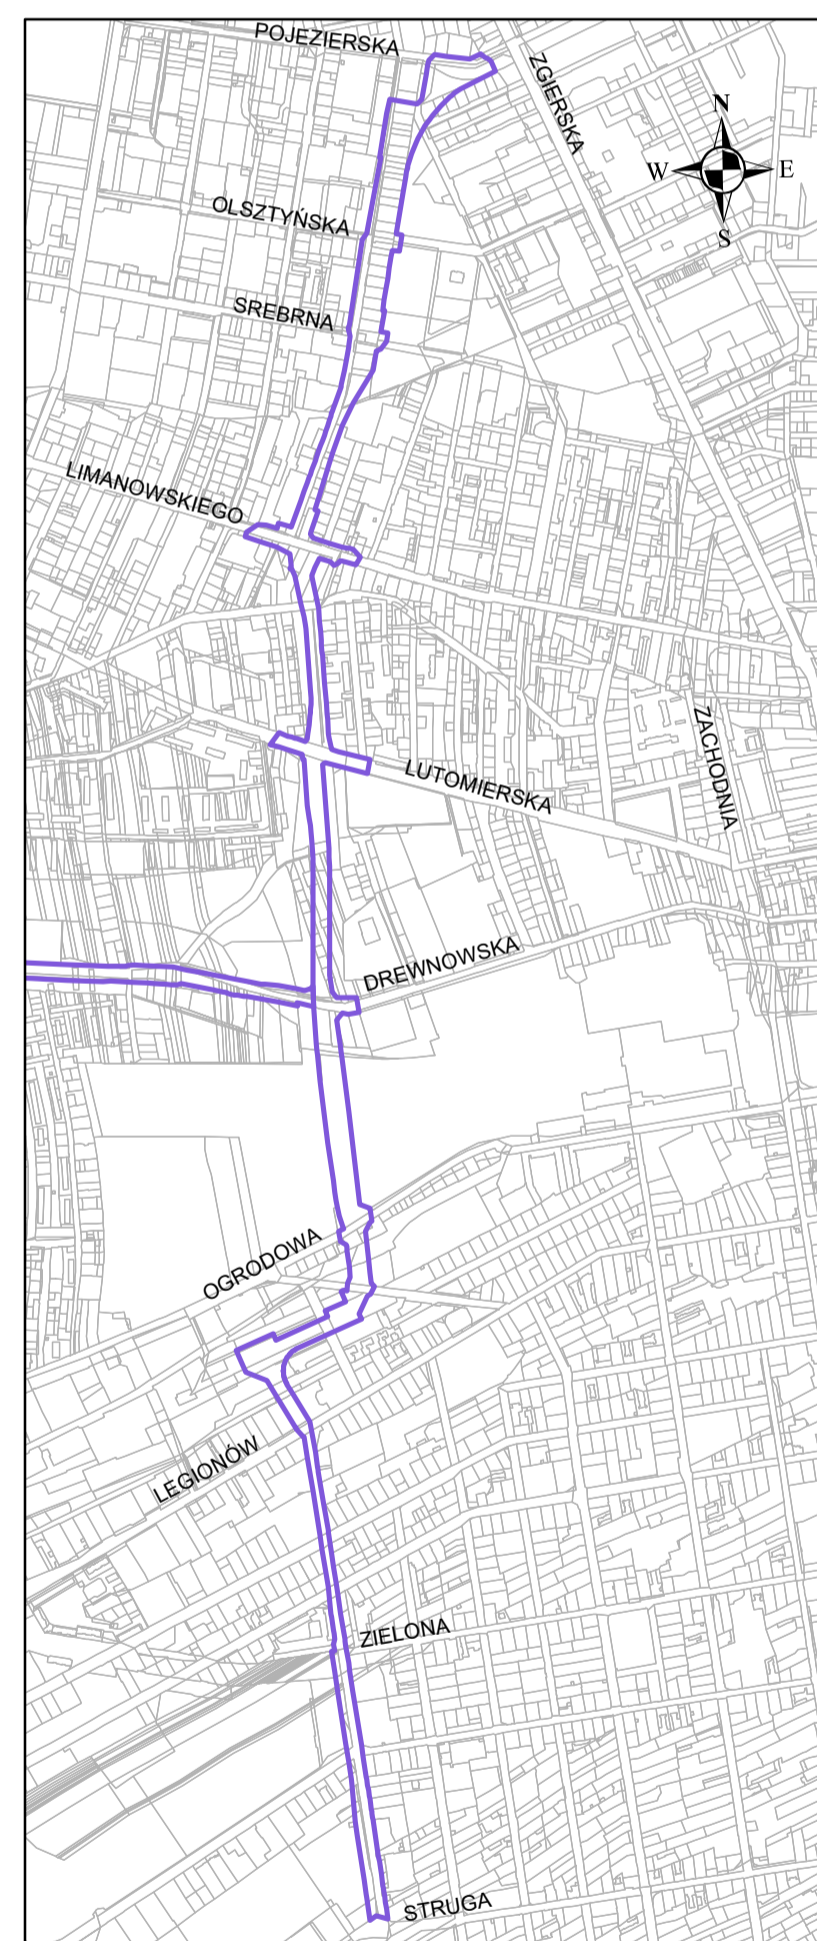 POJEZIERSKA
ZGIERSKA
N
W
E
S
OLSZTYŃSKA
SREBRNA
LIMANOWSKIEGO
ZACHODNIA
LUTOMIERSKA
DREWNOWSKA
OGRODOWA
LEGIONÓW
ZIELONA
STRUGA